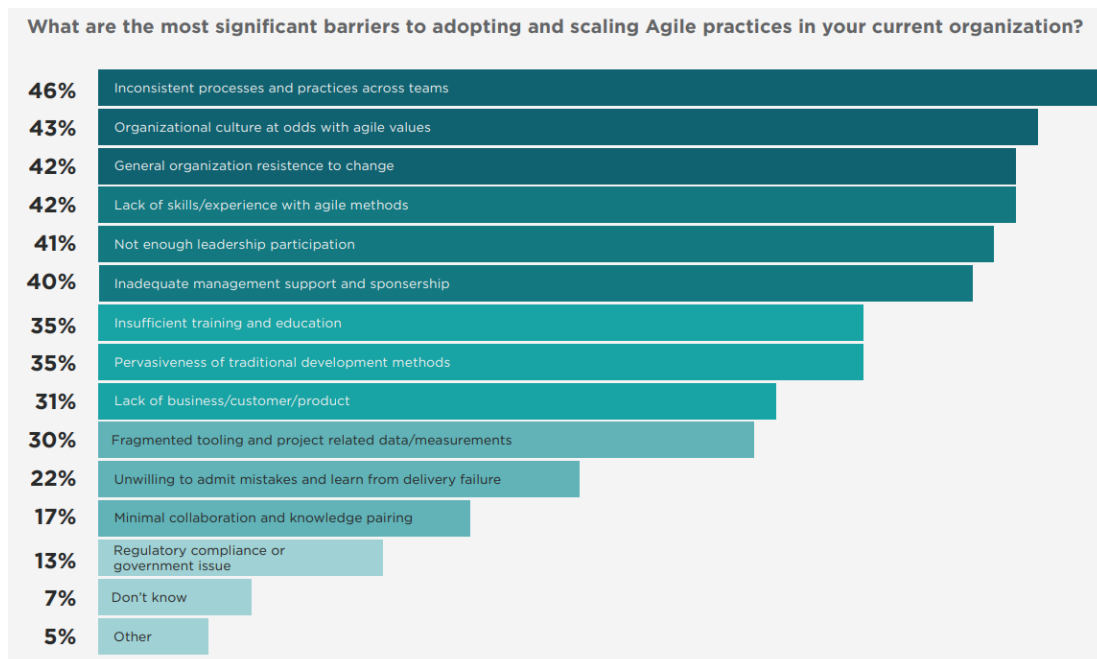 What are the most significant barriers to adopting and scaling Agile practices in your current organization?
46% Inconsistent processes and practices across teams
43% Organizational culture at odds with agile values
42% General organization resistence to change
42% Lack of skills/experience with agile methods
41% Not enough leadership participation
40% Inadequate management support and sponsership
35% Insufficient training and education
35% Pervasiveness of traditional development methods
31% Lack of business/customer/product
30% Fragmented tooling and project related data/measurements
22% Unwilling to admit mistakes and learn from delivery failure
17% Minimal collaboration and knowledge pairing
13% Regulatory compliance or
government issue
7% Don’t know
5% Other